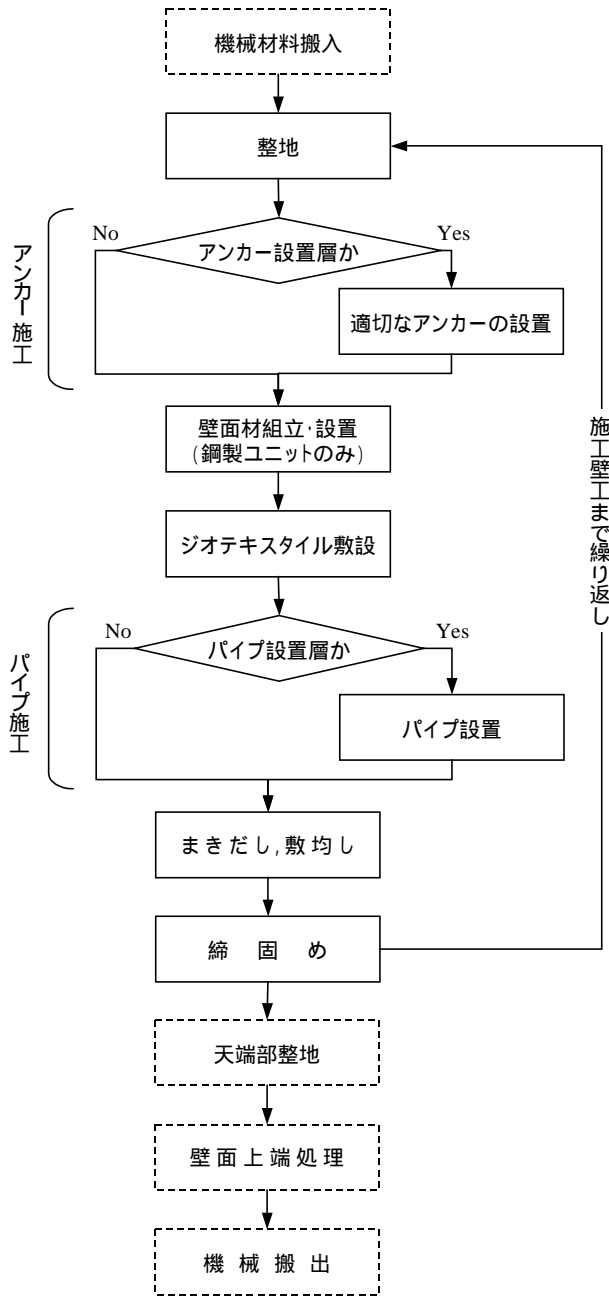 機械材料搬入
整地
アンカー施工
No
アンカー設置層か
Yes
適切なアンカーの設置
壁面材組立・設置
(鋼製ユニットのみ)
ジオテキスタイル敷設
パイプ施工
No
パイプ設置層か
Yes
パイプ設置
まきだし,敷均し
締固め
施工壁工まで繰り返し
天端部整地
壁面上端処理
機械搬出